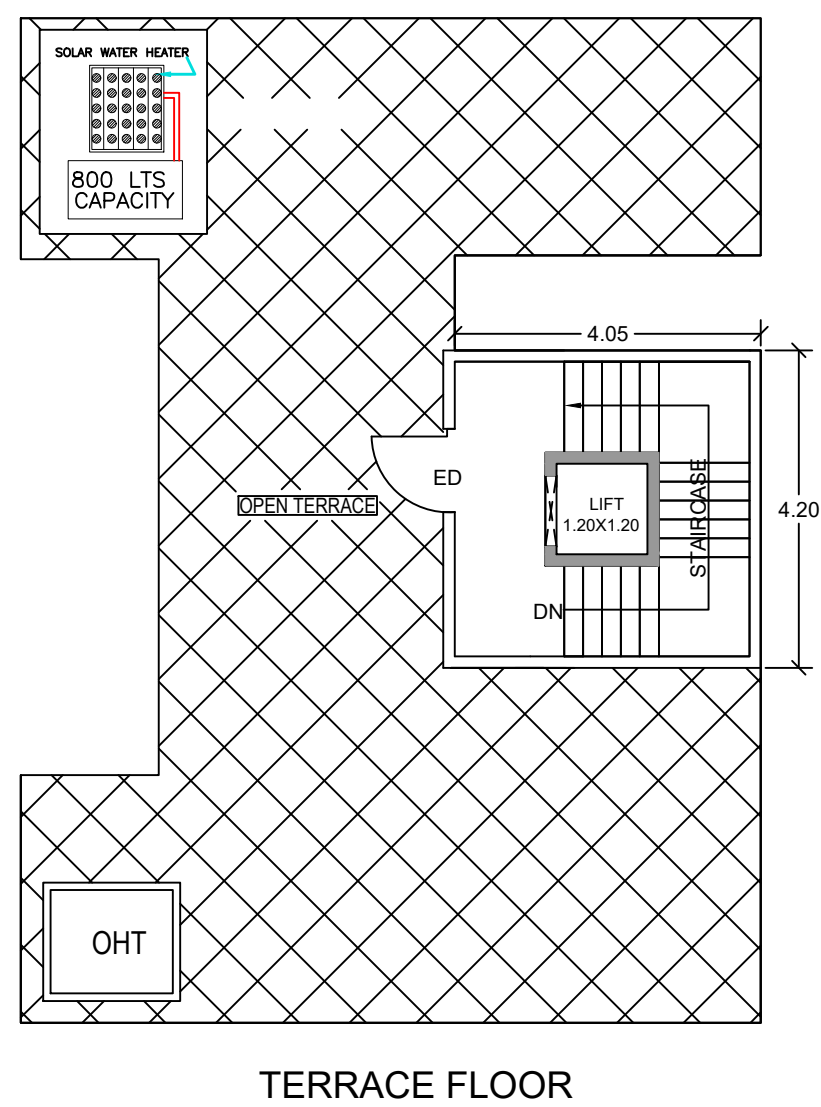 SOLAR WATER HEATER
800 LTS
CAPACITY
4.05
ED
OPEN TERRACE
LIFT
1.20X1.20
STAIRCASE
4.20
DN
OHT
TERRACE FLOOR